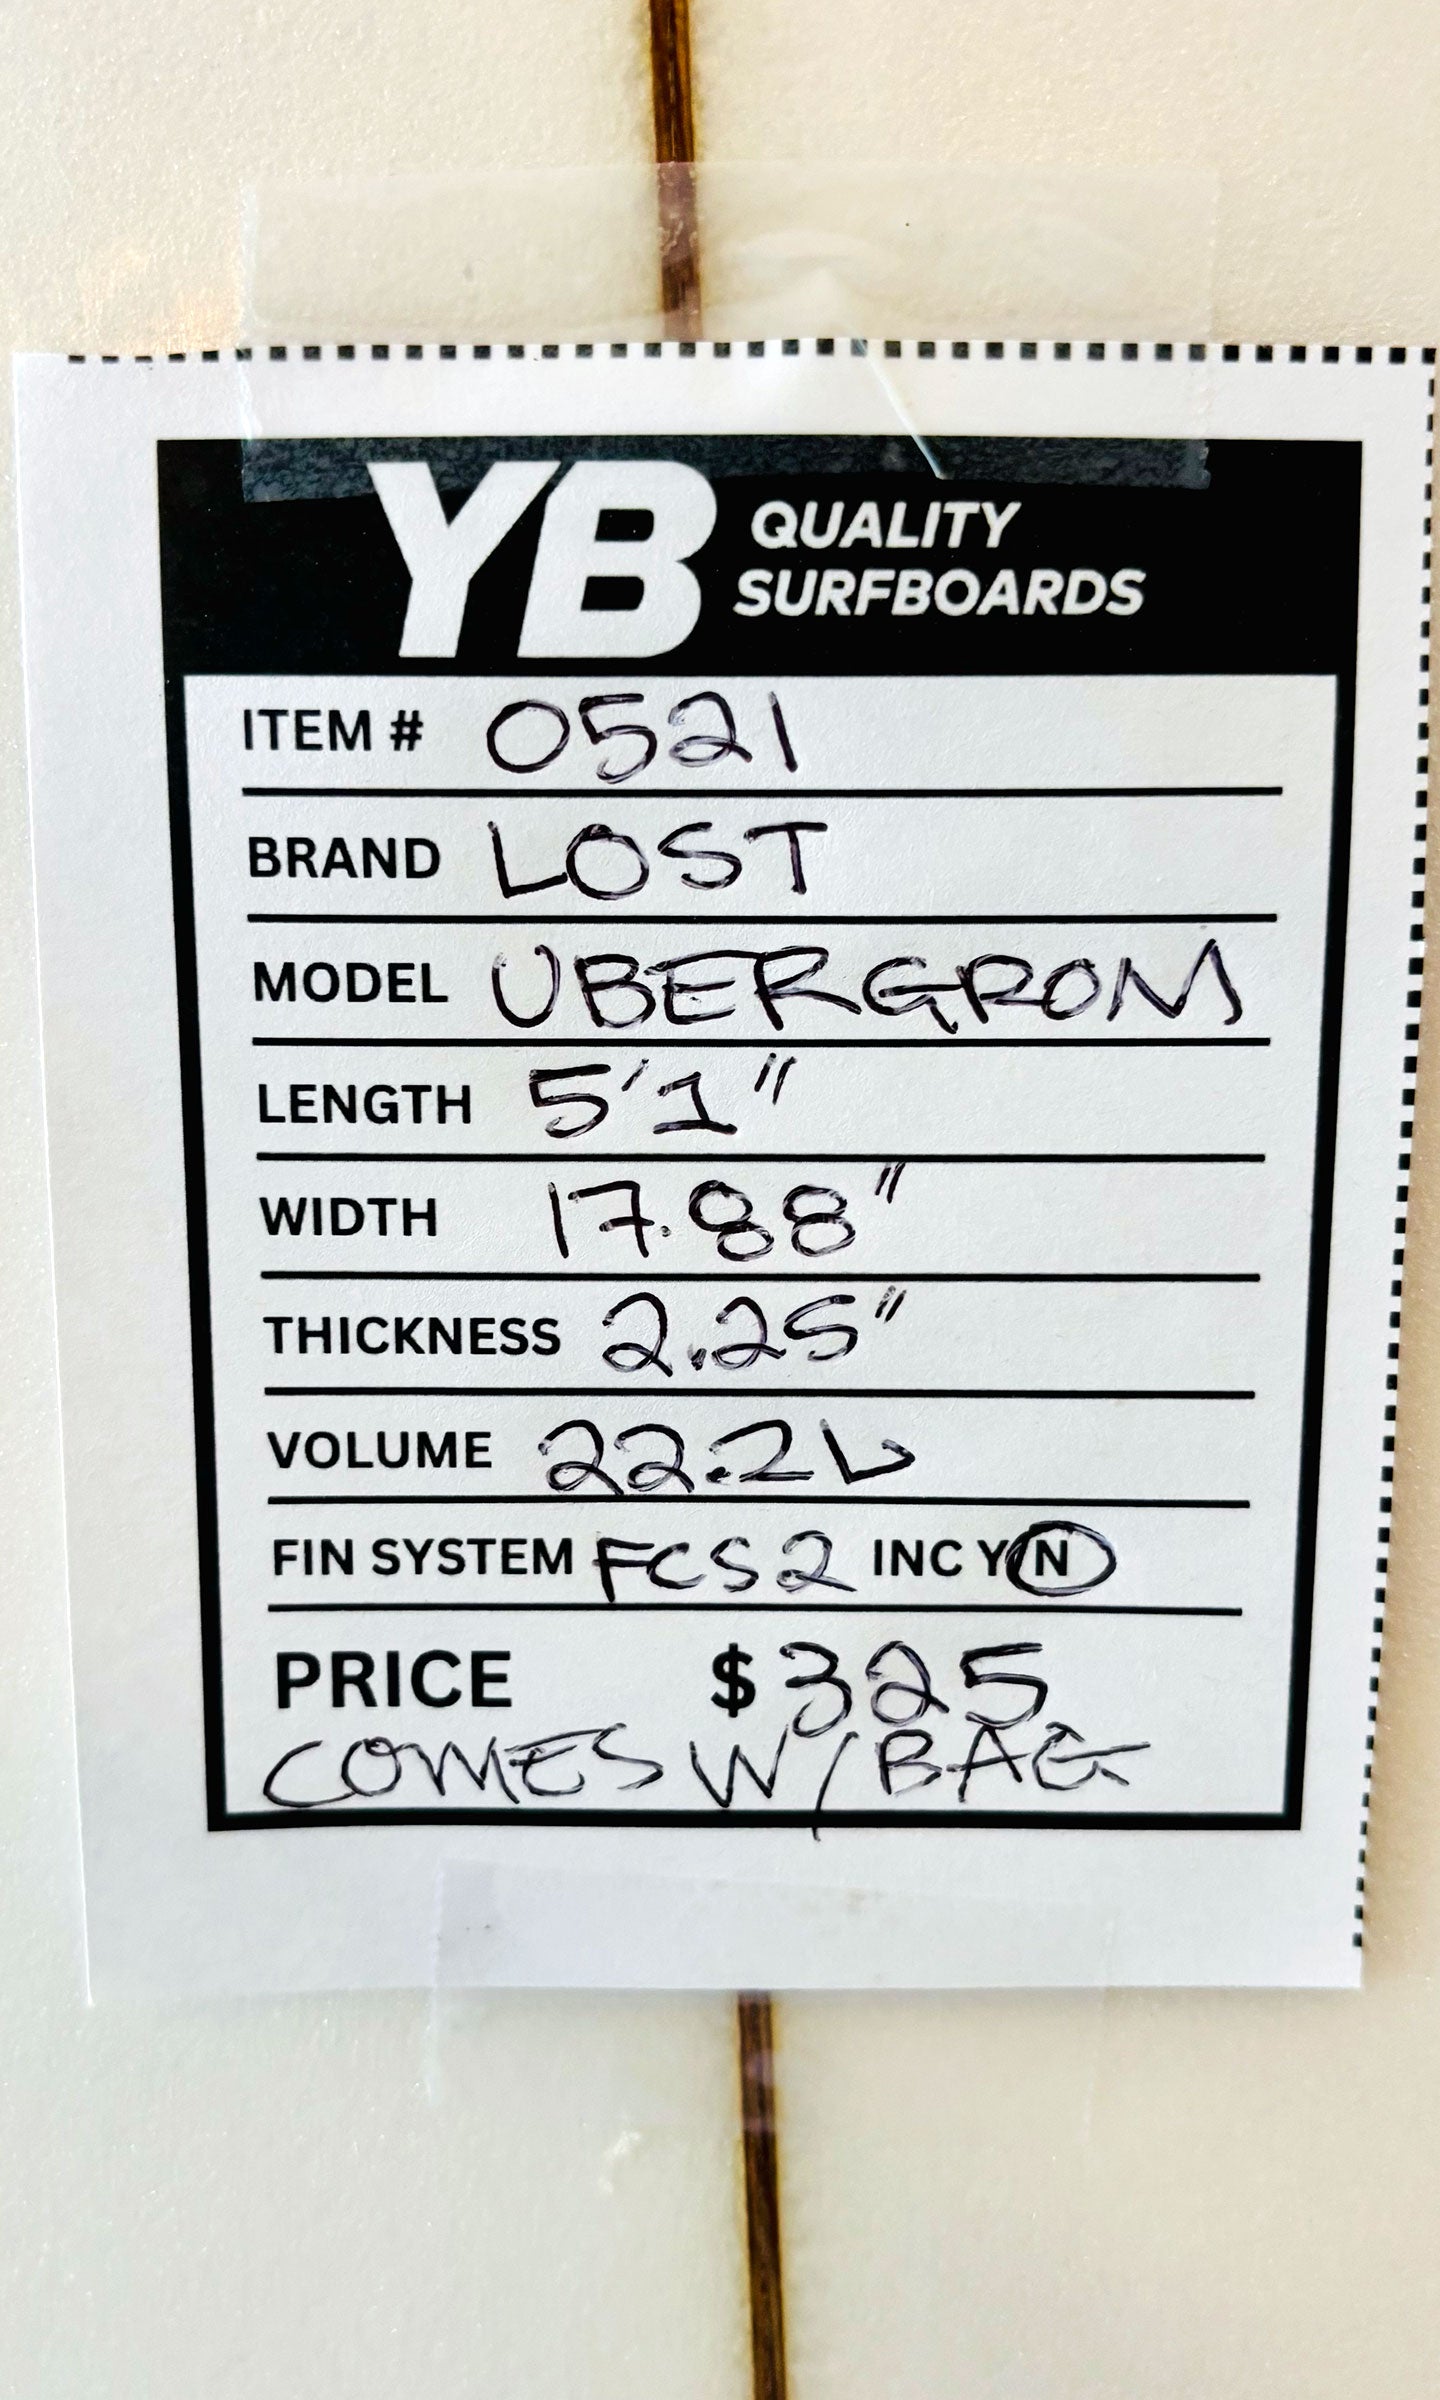 YB QUALITY
SURFBOARDS
ITEM # 0521
BRAND LOST
MODEL UBERGROM
LENGTH 5'1"
WIDTH 17.88"
THICKNESS 2.25"
VOLUME 22.2L
FIN SYSTEM FCS2 INC Y N
PRICE $325
COMES W/BAG